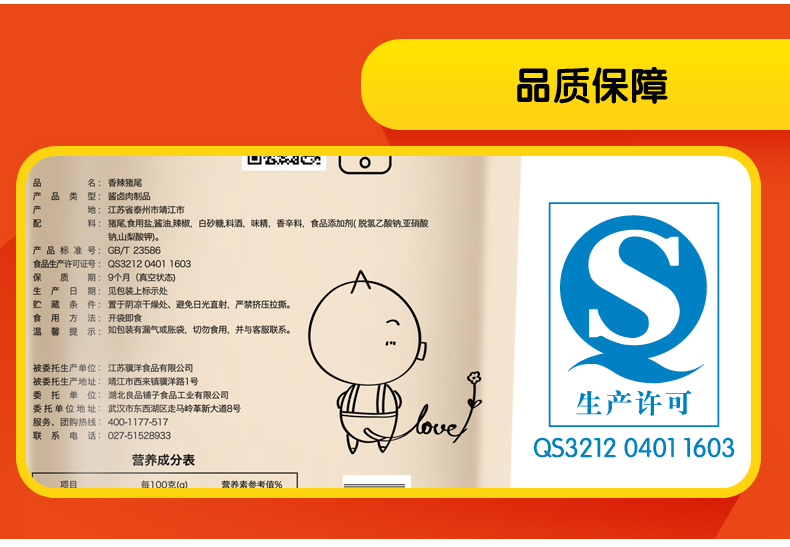 品质保障
品名：香辣猪尾
产品类型：酱卤肉制品
产地：江苏省泰州市靖江市
配料：猪尾,食用盐,酱油,辣椒，白砂糖,料酒，味精，香辛料，食品添加剂( 脱氢乙酸钠,亚硝酸
钠,山梨酸钾)。
产品标准号：GB/T 23586
食品生产许可证号：QS3212 0401 1603
保质期：9个月（真空状态)
生产日期：见包装上标示处
贮藏条件：置于阴凉干燥处、避免日光直射，严禁挤压拉撕。
食用方法：开袋即食
温馨提示：如包装有漏气或胀袋，切勿食用，并与客服联系。
被委托生产单位：江苏骥洋食品有限公司
被委托生产地址：靖江市西来镇骥洋路1号
委托单位：湖北良品铺子食品工业有限公司
委托单位地址：武汉市东西湖区走马岭革新大道8号
服务、团购热线：400-1177-517
联系电话：027-51528933
营养成分表
项目 每100克(g) 营养素参考值%
love
QS
生产许可
QS3212 0401 1603